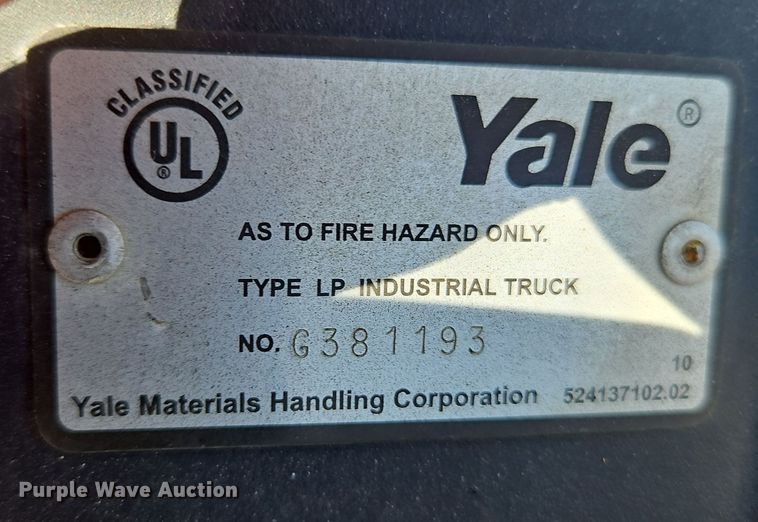 CLASSIFIED
UL ®
Yale ®
AS TO FIRE HAZARD ONLY.
TYPE LP INDUSTRIAL TRUCK
NO. G381193
10
Yale Materials Handling Corporation 524137102.02
Purple Wave Auction